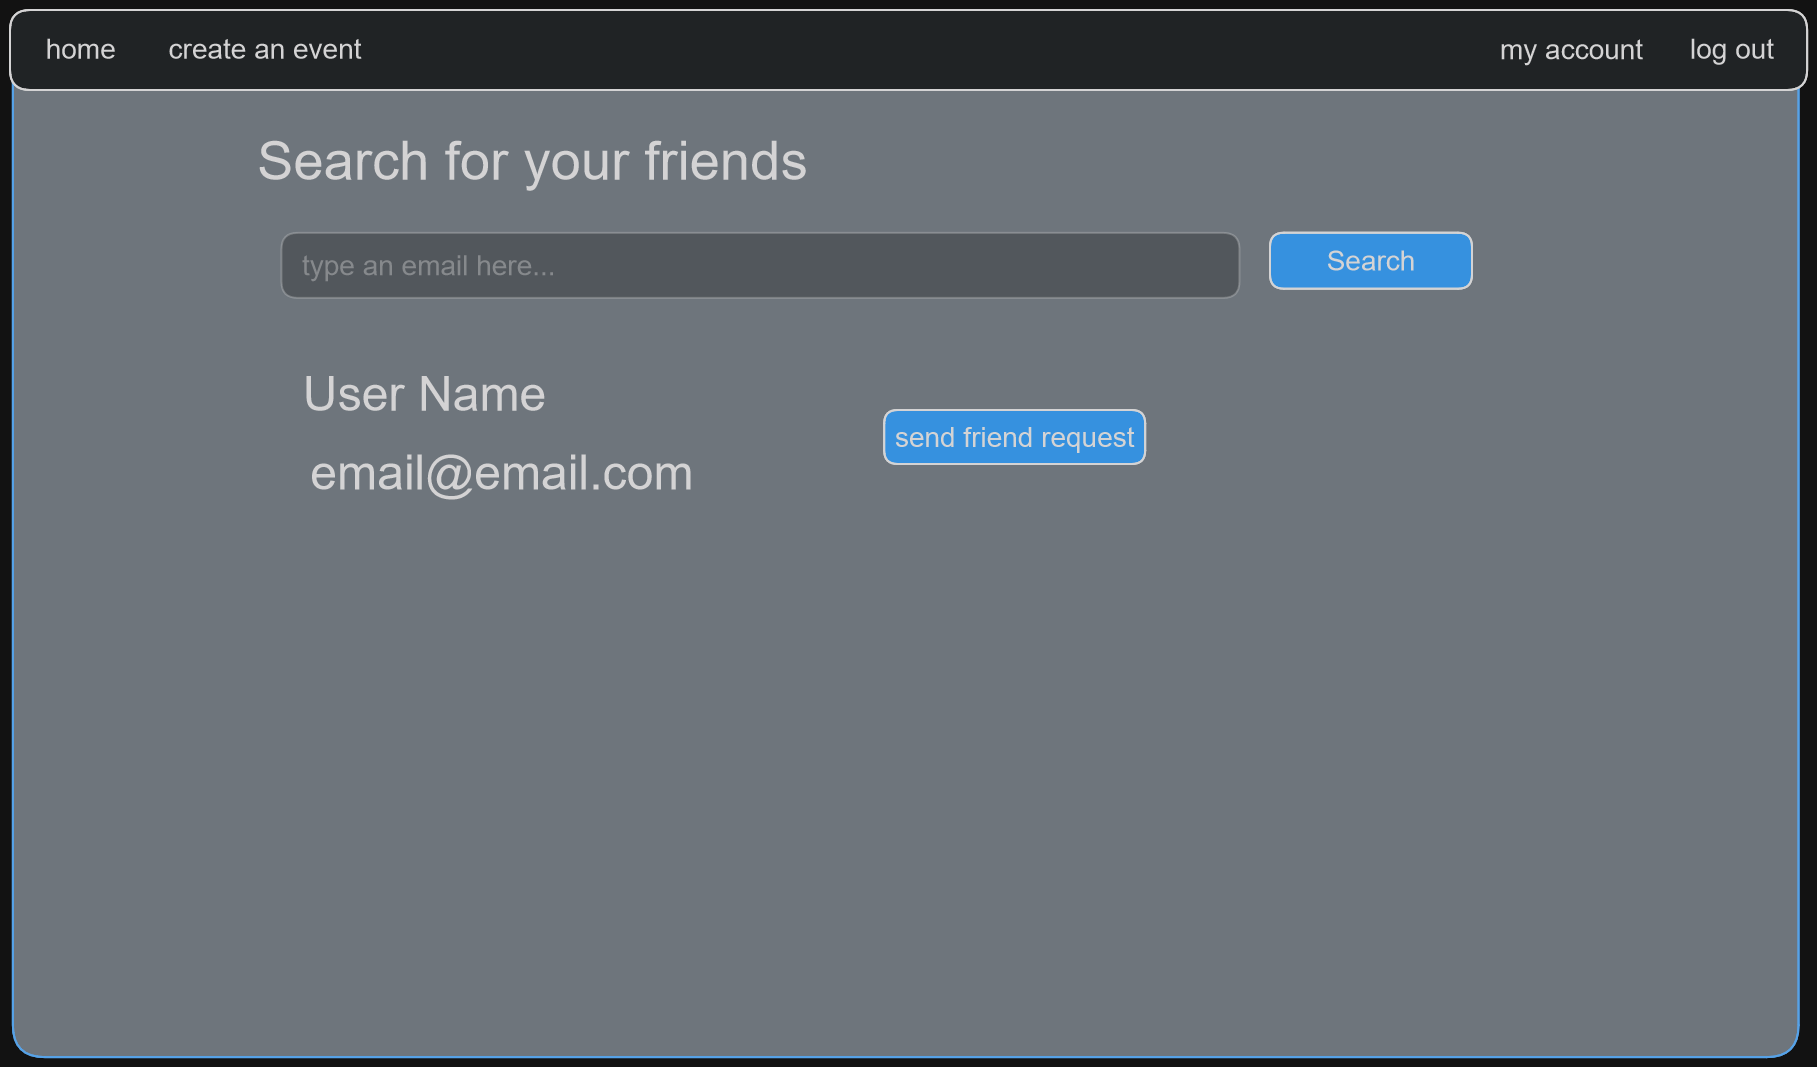 home create an event my account log out
Search for your friends
type an email here...
Search
User Name
send friend request
email@email.com